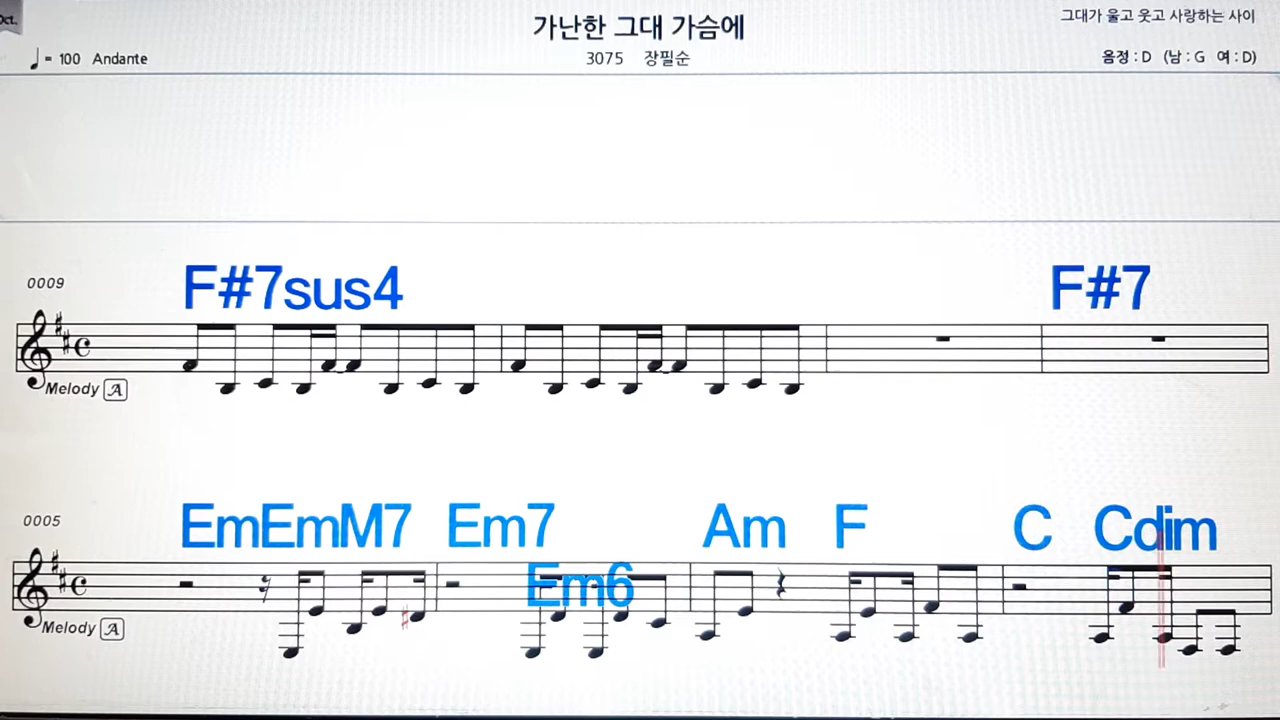 Oct.
가난한 그대 가슴에
그대가 울고 웃고 사랑하는 사이
♩= 100 Andante
3075 장필순
음정 : D (남 : G 여 : D)
0009
F#7sus4 F#7
Melody A
0005
EmEmM7 Em7 Am F C Cdim
Em6
Melody A